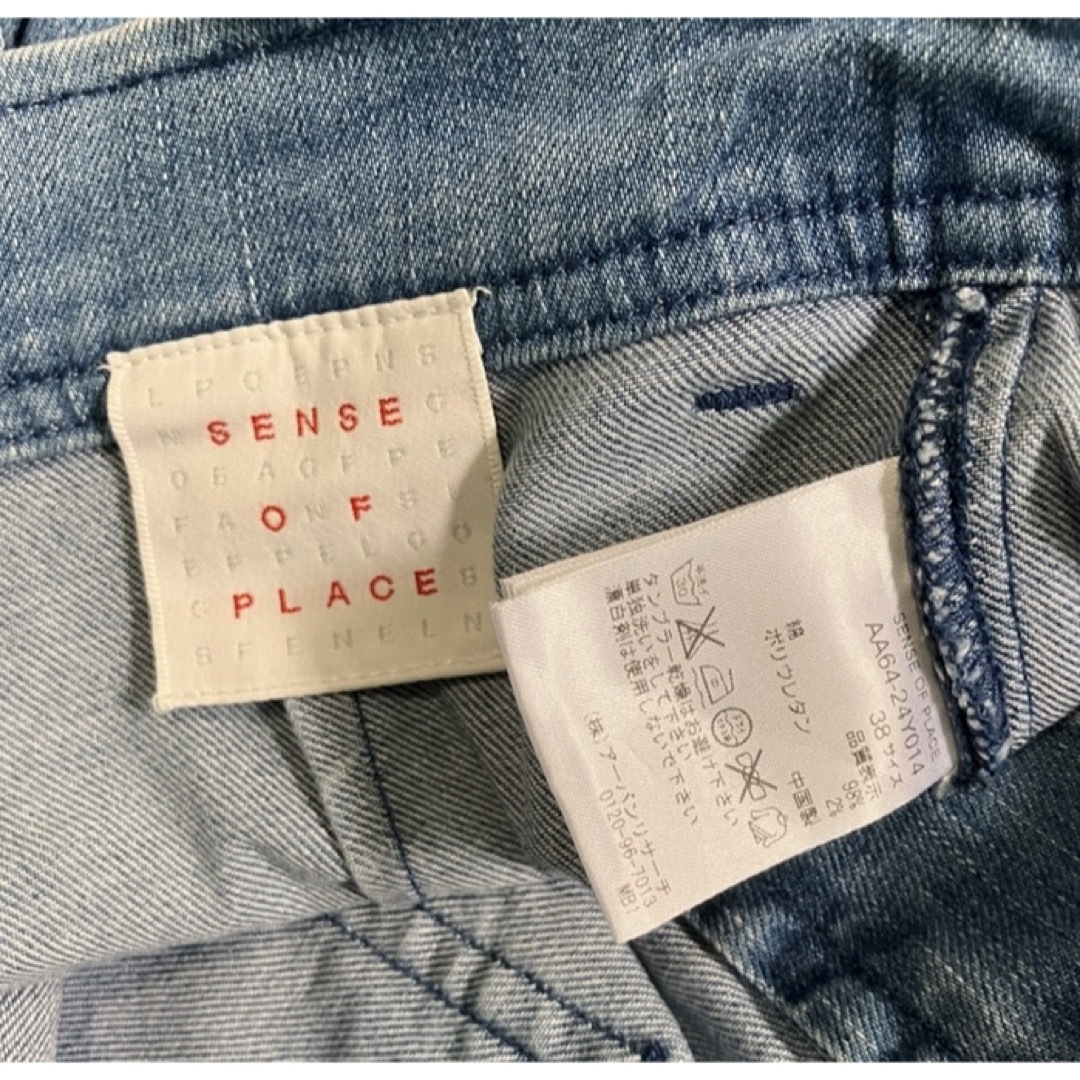 L P O E P N S
SENSE
O E A C F P E
OF
E F P E L O O
PLACE
S F E N E L N
SENSE OF PLACE
AA64-24Y014
38サイズ
品質表示
綿 98%
ポリウレタン 2%
中国製
30
タンブラー乾燥はお避け下さい
単独洗いをして下さい
漂白剤は使用しないで下さい
(株)アーバンリサーチ
0120-96-7013
MB1